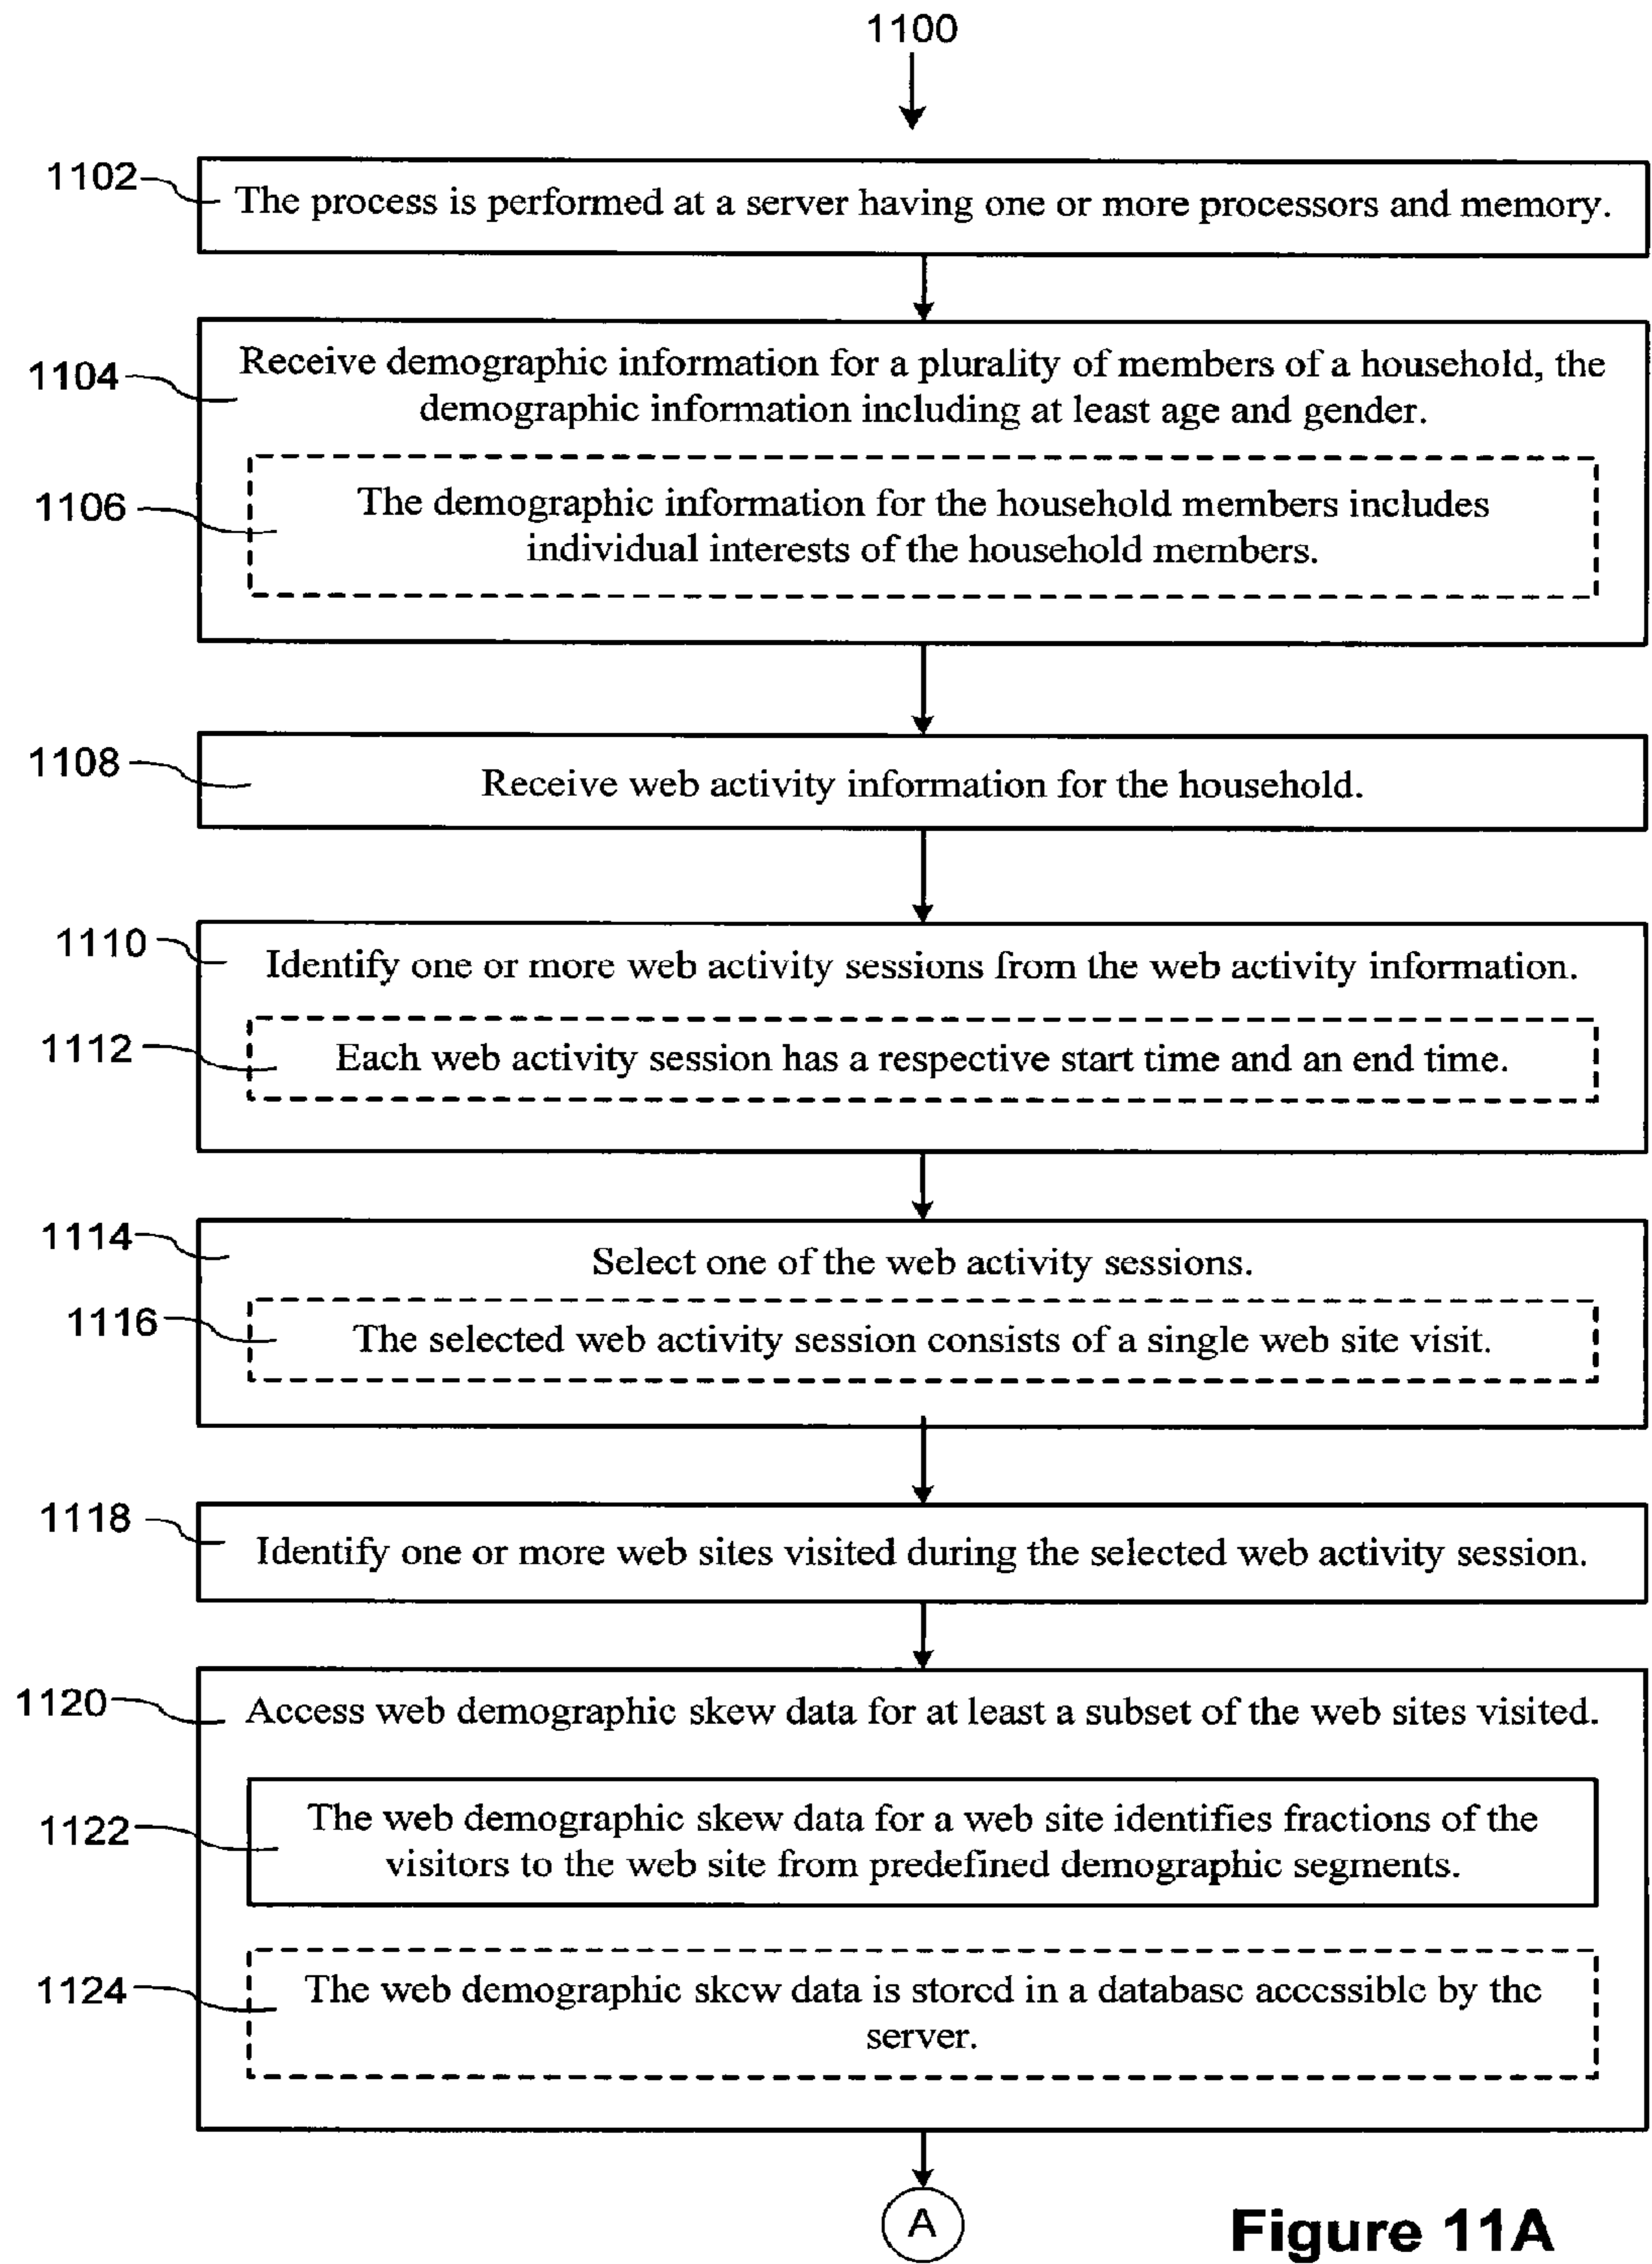 1100
1102
The process is performed at a server having one or more processors and memory.
1104
Receive demographic information for a plurality of members of a household, the
demographic information including at least age and gender.
1106
The demographic information for the household members includes
individual interests of the household members.
1108
Receive web activity information for the household.
1110
Identify one or more web activity sessions from the web activity information.
1112
Each web activity session has a respective start time and an end time.
1114
Select one of the web activity sessions.
1116
The selected web activity session consists of a single web site visit.
1118
Identify one or more web sites visited during the selected web activity session.
1120
Access web demographic skew data for at least a subset of the web sites visited.
1122
The web demographic skew data for a web site identifies fractions of the
visitors to the web site from predefined demographic segments.
1124
The web demographic skew data is stored in a database accessible by the
server.
A
Figure 11A